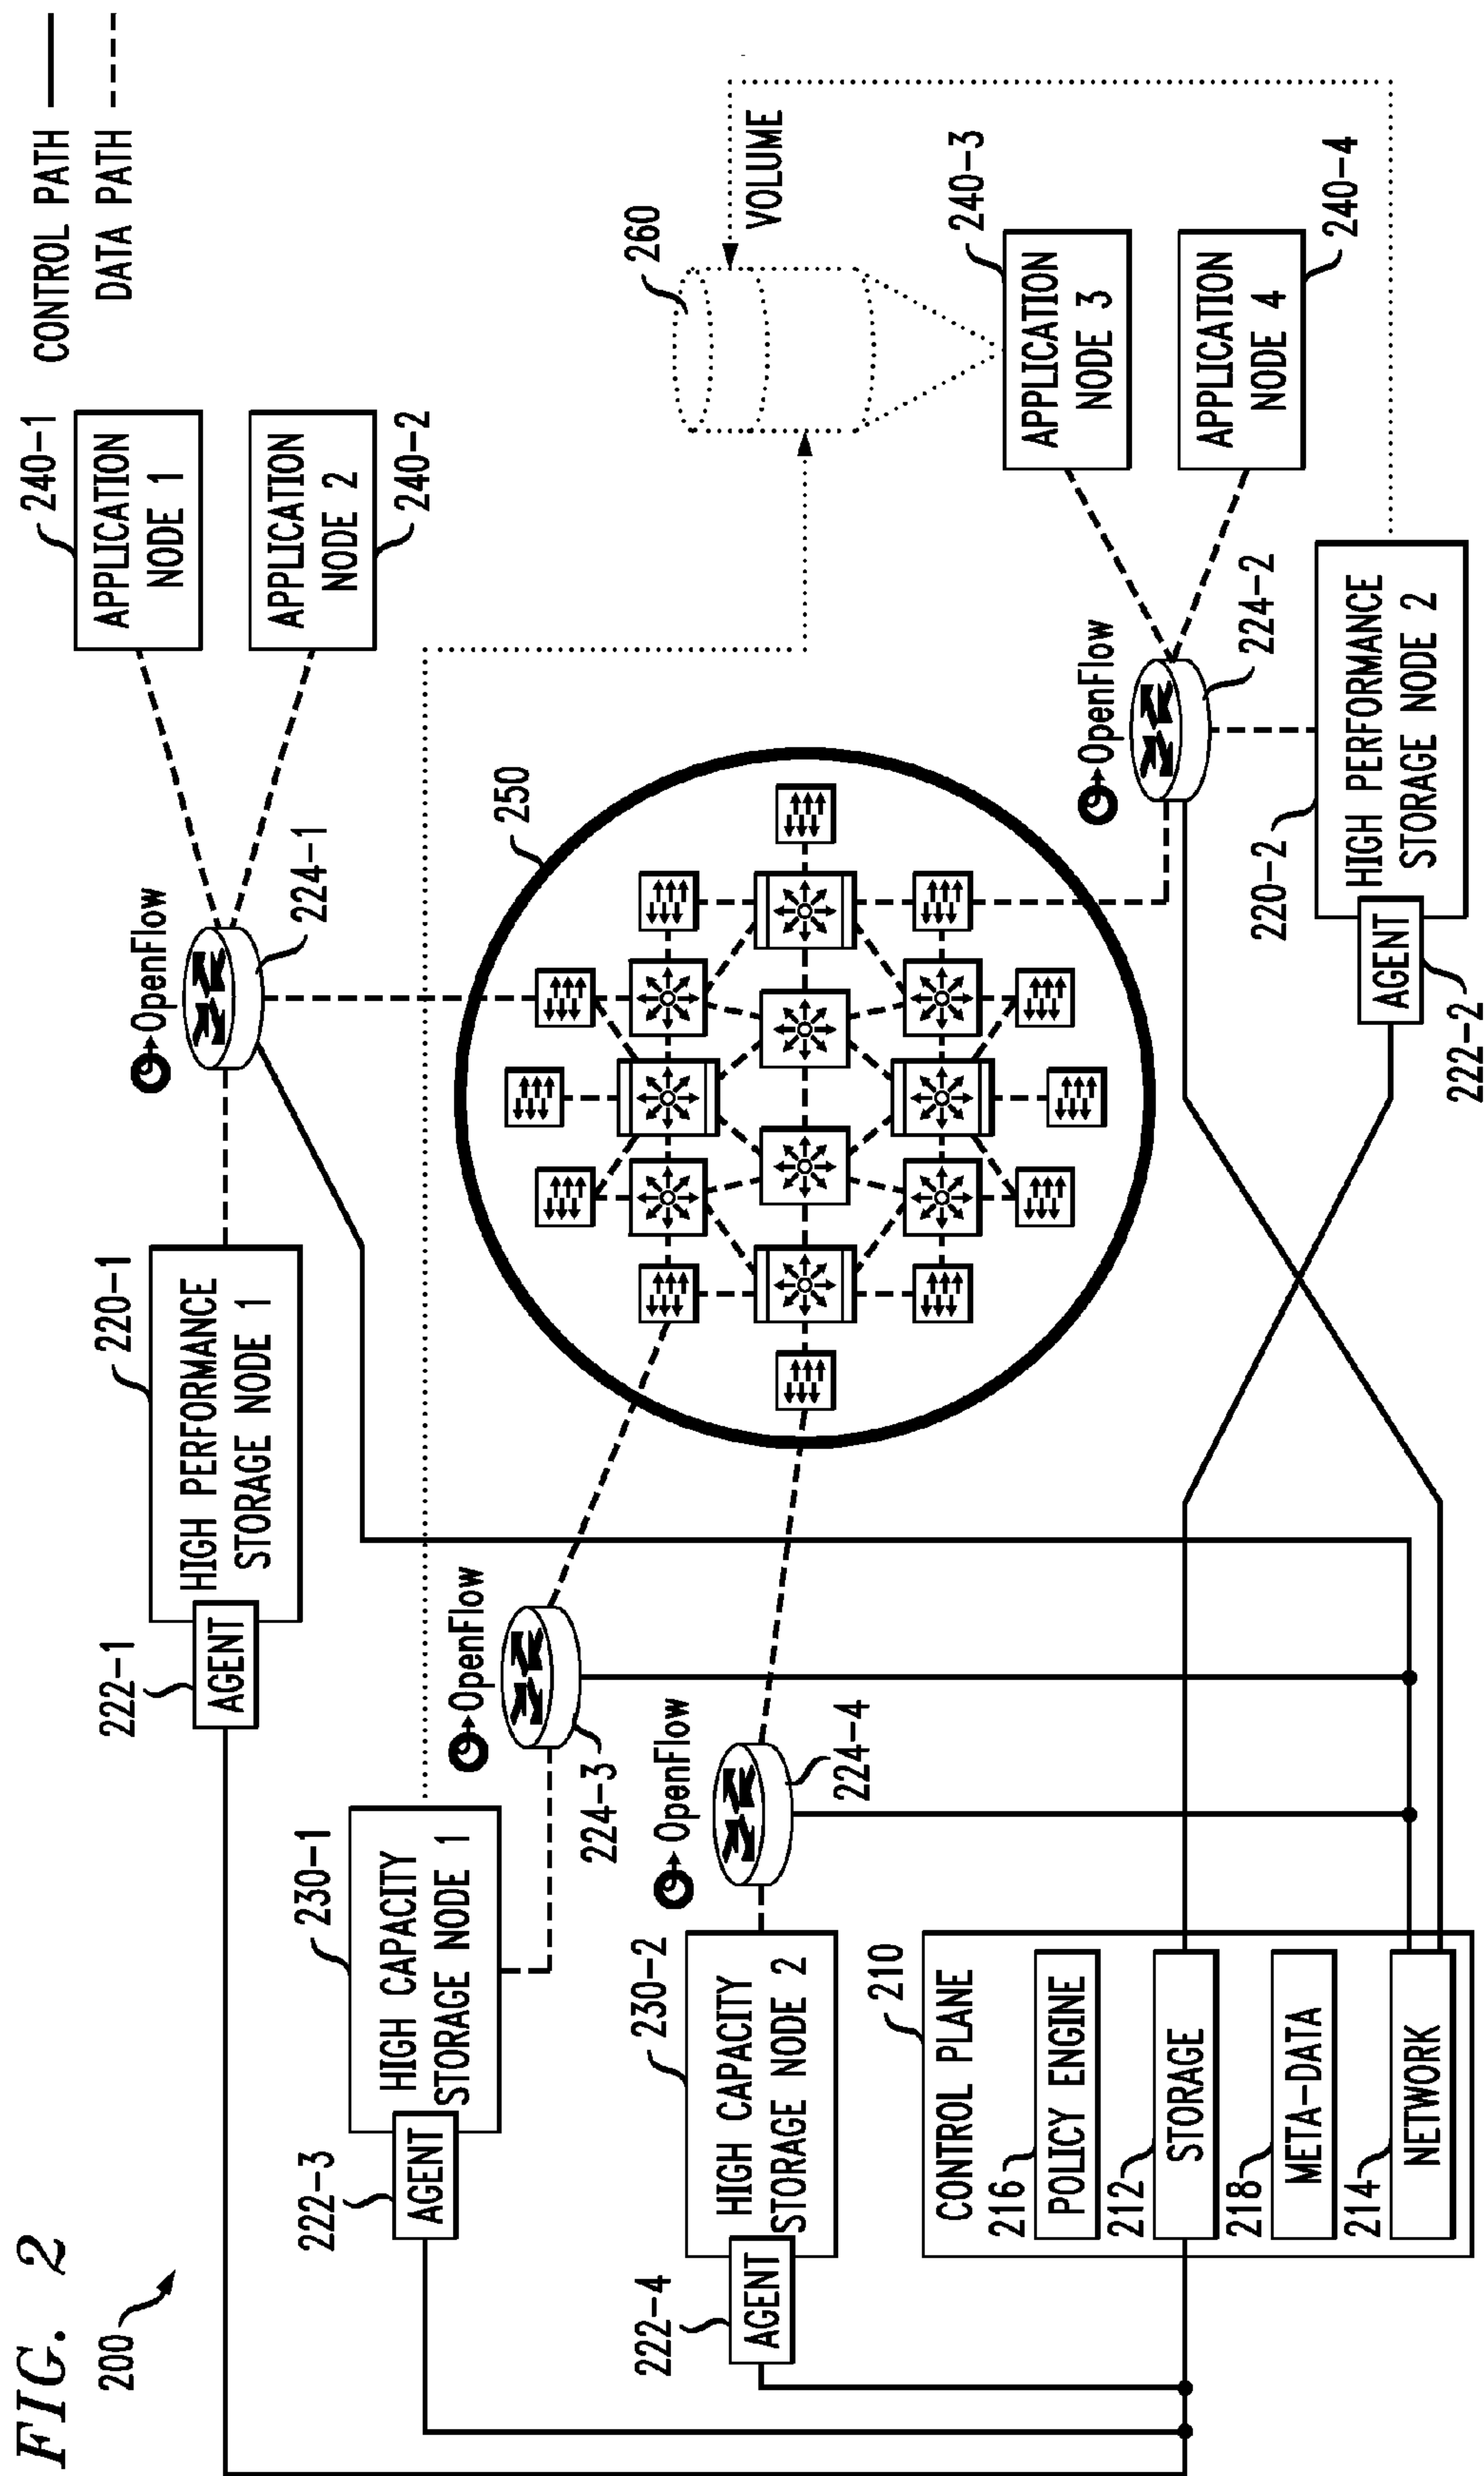 FIG. 2
200
CONTROL PATH
DATA PATH
222-1
AGENT
220-1
HIGH PERFORMANCE
STORAGE NODE 1
OpenFlow
224-1
240-1
APPLICATION
NODE 1
APPLICATION
NODE 2
240-2
222-3
AGENT
230-1
HIGH CAPACITY
STORAGE NODE 1
OpenFlow
224-3
250
260
VOLUME
222-4
AGENT
230-2
HIGH CAPACITY
STORAGE NODE 2
OpenFlow
224-4
210
CONTROL PLANE
216
POLICY ENGINE
212
STORAGE
218
META-DATA
214
NETWORK
OpenFlow
224-2
240-3
APPLICATION
NODE 3
APPLICATION
NODE 4
240-4
220-2
HIGH PERFORMANCE
STORAGE NODE 2
AGENT
222-2